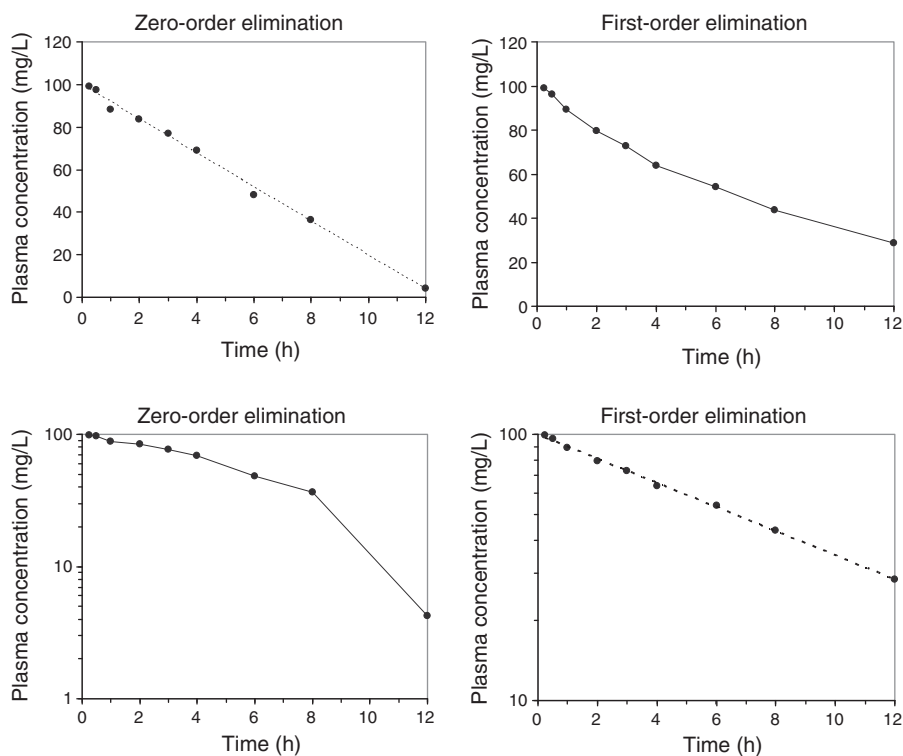 Zero-order elimination
120
100
80
60
40
20
0
Plasma concentration (mg/L)
0 2 4 6 8 10 12
Time (h)
First-order elimination
120
100
80
60
40
20
0
Plasma concentration (mg/L)
0 2 4 6 8 10 12
Time (h)
Zero-order elimination
100
10
1
Plasma concentration (mg/L)
0 2 4 6 8 10 12
Time (h)
First-order elimination
100
10
Plasma concentration (mg/L)
0 2 4 6 8 10 12
Time (h)